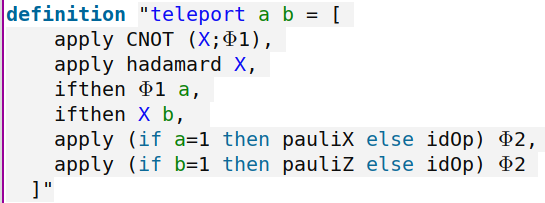 definition "teleport a b = [
    apply CNOT (X;Φ1),
    apply hadamard X,
    ifthen Φ1 a,
    ifthen X b,
    apply (if a=1 then pauliX else idOp) Φ2,
    apply (if b=1 then pauliZ else idOp) Φ2
  ]"